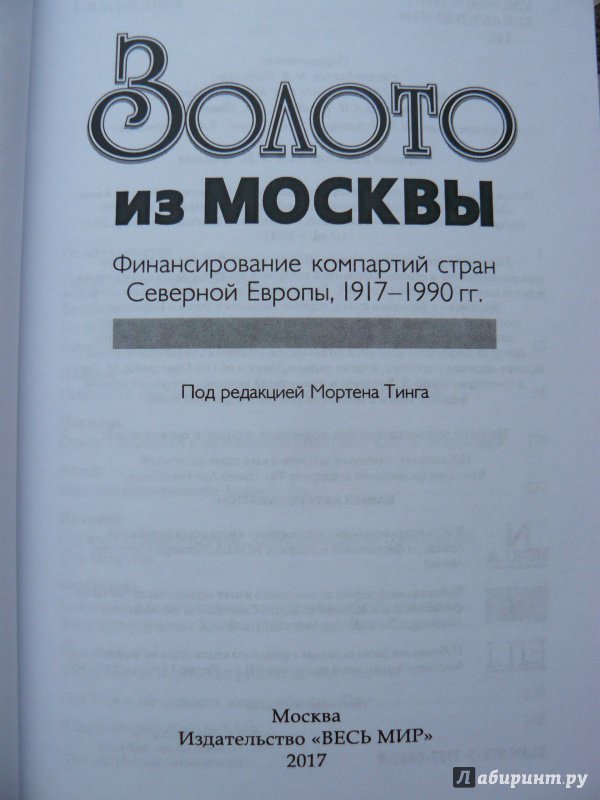 Золото
из МОСКВЫ
Финансирование компартий стран
Северной Европы, 1917–1990 гг.
Под редакцией Мортена Тинга
Москва
Издательство «ВЕСЬ МИР»
2017
Лабиринт.ру